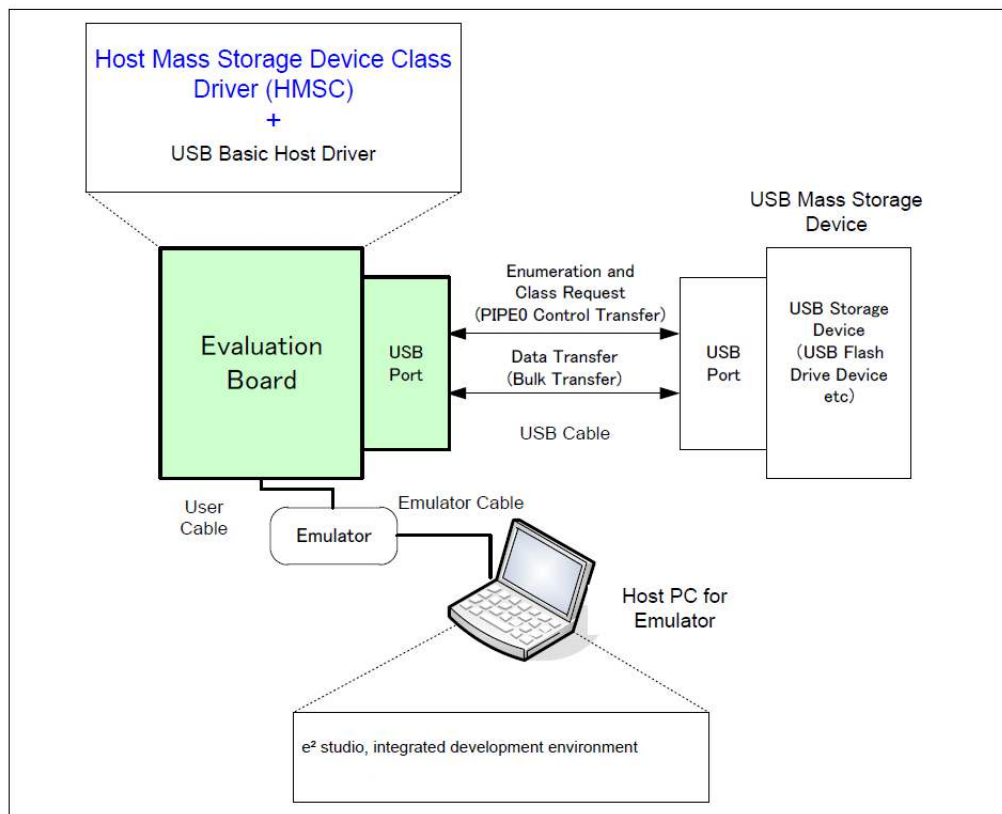 Host Mass Storage Device Class
Driver (HMSC)
+
USB Basic Host Driver
USB Mass Storage
Device
Evaluation
Board
USB
Port
Enumeration and
Class Request
(PIPE0 Control Transfer)
Data Transfer
(Bulk Transfer)
USB Cable
USB
Port
USB Storage
Device
(USB Flash
Drive Device
etc)
User
Cable
Emulator Cable
Emulator
Host PC for
Emulator
e² studio, integrated development environment